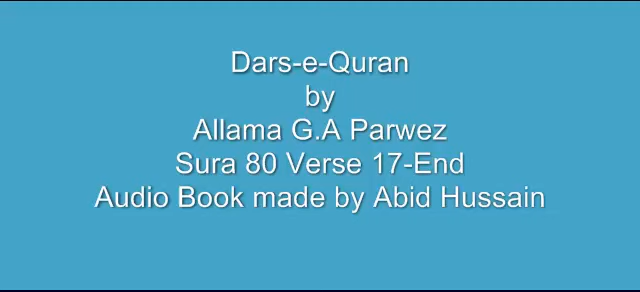 Dars-e-Quran
by
Allama G.A Parwez
Sura 80 Verse 17-End
Audio Book made by Abid Hussain